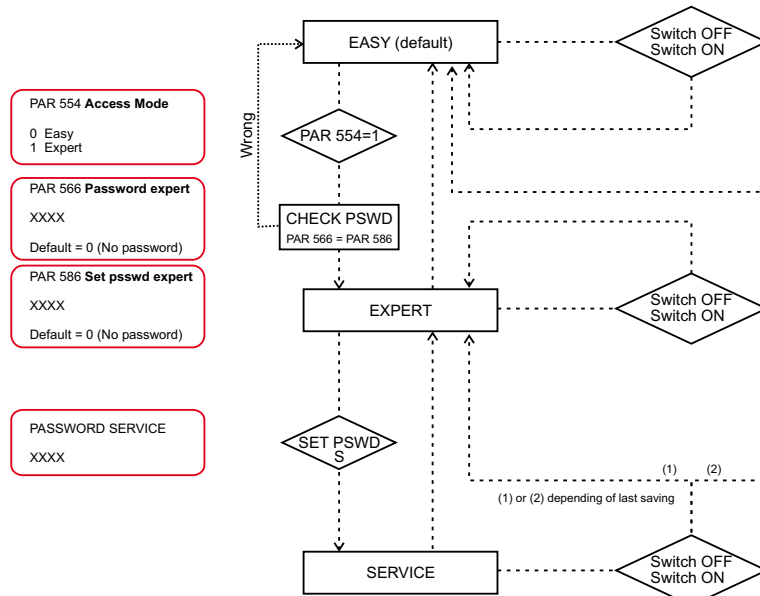 EASY (default)
Switch OFF
Switch ON
PAR 554 Access Mode
0 Easy
1 Expert
Wrong
PAR 554=1
PAR 566 Password expert
XXXX
Default = 0 (No password)
CHECK PSWD
PAR 566 = PAR 586
PAR 586 Set psswd expert
XXXX
Default = 0 (No password)
EXPERT
Switch OFF
Switch ON
PASSWORD SERVICE
XXXX
SET PSWD
S
(1)
(2)
(1) or (2) depending of last saving
SERVICE
Switch OFF
Switch ON